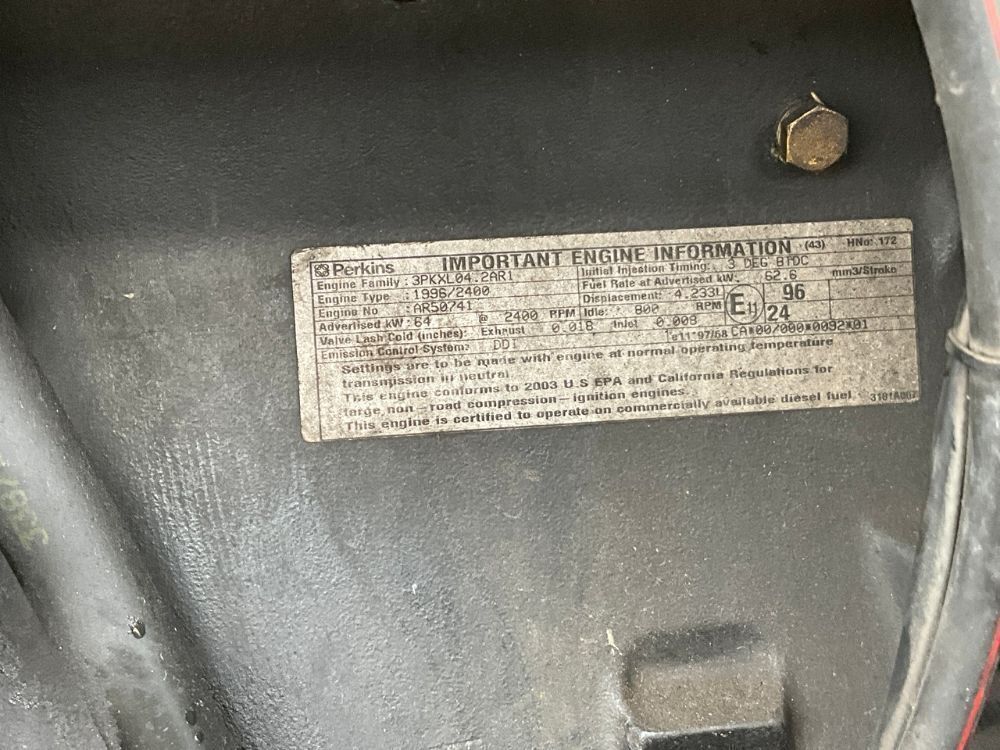 Perkins IMPORTANT ENGINE INFORMATION (43) HNo: 172
Engine Family : 3PKXL04.2AR1 Initial Injection Timing: 3 DEG BTDC
Engine Type : 1996/2400 Fuel Rate at Advertised kW: 62.6 mm3/Stroke
Engine No : AR50741 Displacement: 4.233L E11 96
Advertised kW: 64 @ 2400 RPM Idle: 800 RPM 24
Valve Lash Cold (inches): Exhaust 0.018 Inlet 0.008 e11*97/68 CA*00/000*0092*01
Emission Control System: DDI
Settings are to be made with engine at normal operating temperature
transmission in neutral
This engine conforms to 2003 U.S EPA and California Regulations for
large, non-road compression-ignition engines.
This engine is certified to operate on commercially available diesel fuel. 3181A007